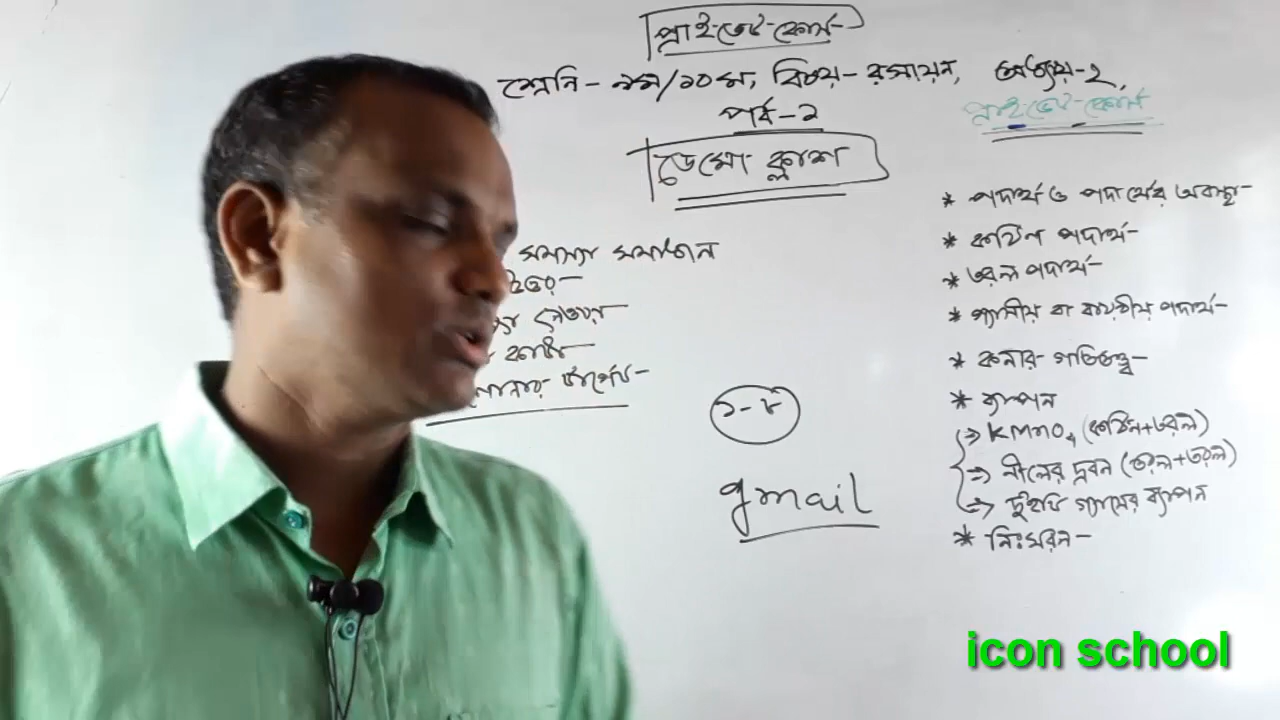 প্রাইভেট কোর্স
শ্রেনি - ৯ম/১০ম, বিষয় - রসায়ন, অধ্যায় - ২,
প্রাইভেট কোর্স
পর্ব - ২
ডেমো ক্লাশ
সমস্যা সমাধান
* পদার্থ ও পদার্থের অবস্থা -
* কঠিন পদার্থ -
* তরল পদার্থ -
* গ্যাসীয় বা বায়বীয় পদার্থ -
* কনার গতিতত্ত্ব -
* ব্যাপন
→ KMnO4 (কঠিন+তরল)
→ নীলের দ্রবন (তরল+তরল)
→ দুইটি গ্যাসের ব্যাপন
* নিঃসরন -
gmail
icon school